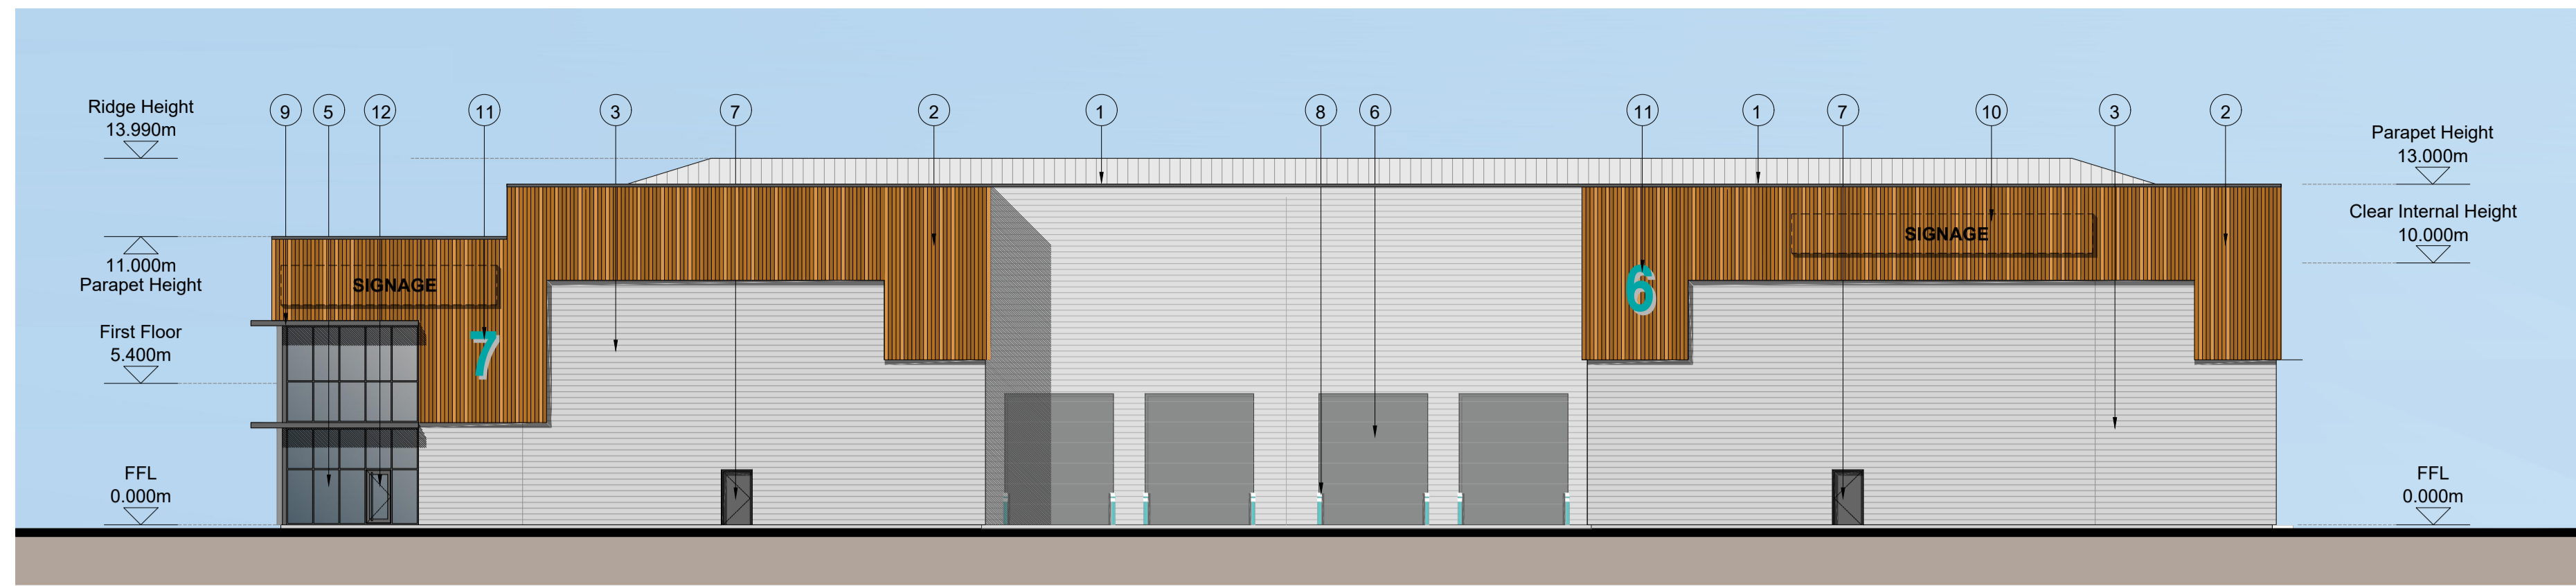 Ridge Height
13.990m
9 5 12 11 3 7 2 1 8 6 11 1 7 10 3 2
Parapet Height
13.000m
Clear Internal Height
10.000m
11.000m
Parapet Height
SIGNAGE
SIGNAGE
6
7
First Floor
5.400m
FFL
0.000m
FFL
0.000m